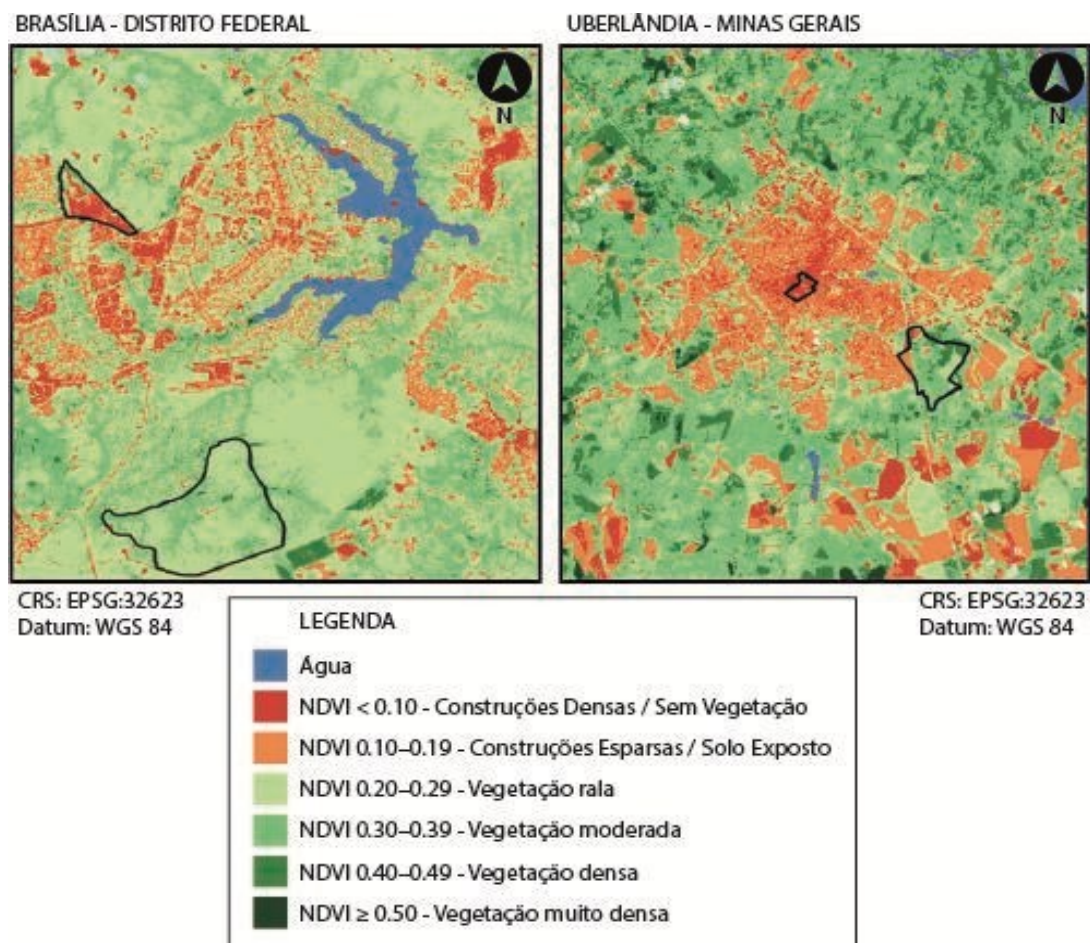 BRASÍLIA - DISTRITO FEDERAL
UBERLÂNDIA - MINAS GERAIS
N
N
CRS: EPSG:32623
Datum: WGS 84
CRS: EPSG:32623
Datum: WGS 84
LEGENDA
Água
NDVI < 0.10 - Construções Densas / Sem Vegetação
NDVI 0.10–0.19 - Construções Esparsas / Solo Exposto
NDVI 0.20–0.29 - Vegetação rala
NDVI 0.30–0.39 - Vegetação moderada
NDVI 0.40–0.49 - Vegetação densa
NDVI ≥ 0.50 - Vegetação muito densa